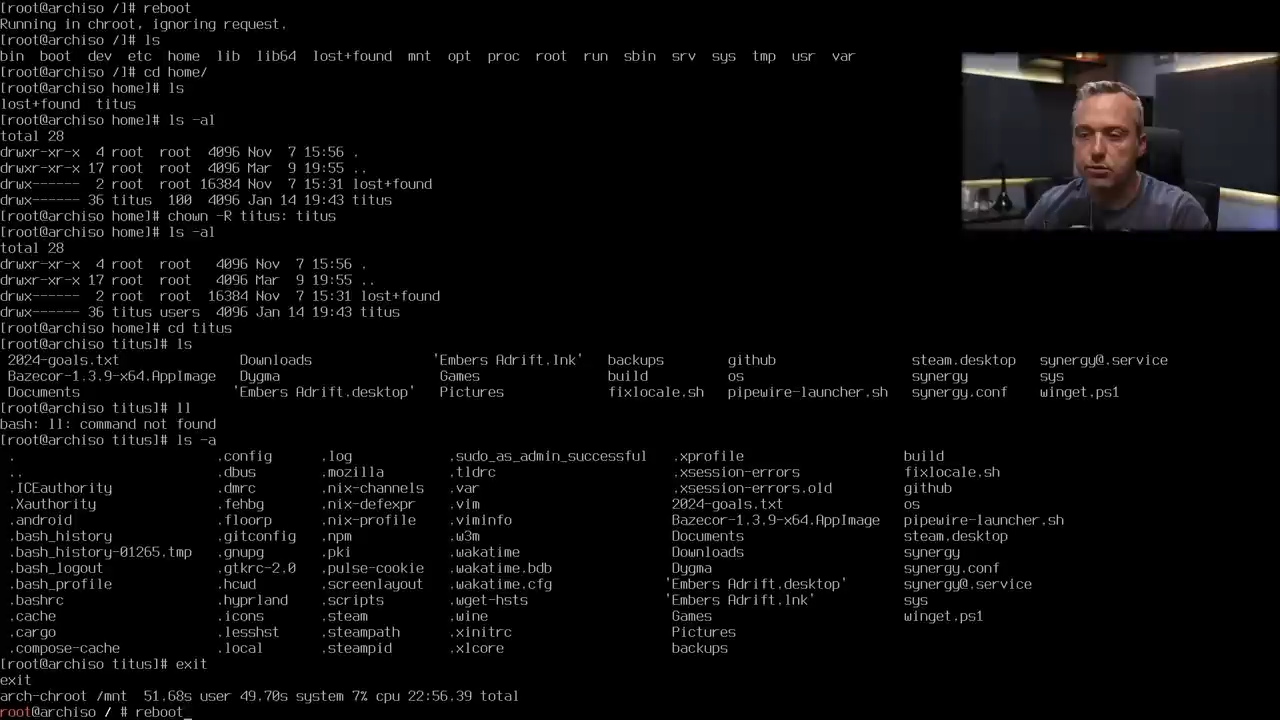 [root@archiso /]# reboot
Running in chroot, ignoring request.
[root@archiso /]# ls
bin  boot  dev  etc  home  lib  lib64  lost+found  mnt  opt  proc  root  run  sbin  srv  sys  tmp  usr  var
[root@archiso /]# cd home/
[root@archiso home]# ls
lost+found  titus
[root@archiso home]# ls -al
total 28
drwxr-xr-x  4 root  root  4096 Nov  7 15:56 .
drwxr-xr-x 17 root  root  4096 Mar  9 19:55 ..
drwx------  2 root  root 16384 Nov  7 15:31 lost+found
drwx------ 36 titus  100  4096 Jan 14 19:43 titus
[root@archiso home]# chown -R titus: titus
[root@archiso home]# ls -al
total 28
drwxr-xr-x  4 root  root   4096 Nov  7 15:56 .
drwxr-xr-x 17 root  root   4096 Mar  9 19:55 ..
drwx------  2 root  root  16384 Nov  7 15:31 lost+found
drwx------ 36 titus users  4096 Jan 14 19:43 titus
[root@archiso home]# cd titus
[root@archiso titus]# ls
2024-goals.txt  Downloads  'Embers Adrift.lnk'  backups  github  steam.desktop  synergy@.service
Bazecor-1.3.9-x64.AppImage  Dygma  Games  build  os  synergy  sys
Documents  'Embers Adrift.desktop'  Pictures  fixlocale.sh  pipewire-launcher.sh  synergy.conf  winget.ps1
[root@archiso titus]# ll
bash: ll: command not found
[root@archiso titus]# ls -a
.  .config  .log  .sudo_as_admin_successful  .xprofile  build
..  .dbus  .mozilla  .tldrc  .xsession-errors  fixlocale.sh
.ICEauthority  .dmrc  .nix-channels  .var  .xsession-errors.old  github
.Xauthority  .fehbg  .nix-defexpr  .vim  2024-goals.txt  os
.android  .floorp  .nix-profile  .viminfo  Bazecor-1.3.9-x64.AppImage  pipewire-launcher.sh
.bash_history  .gitconfig  .npm  .w3m  Documents  steam.desktop
.bash_history-01265.tmp  .gnupg  .pki  .wakatime  Downloads  synergy
.bash_logout  .gtkrc-2.0  .pulse-cookie  .wakatime.bdb  Dygma  synergy.conf
.bash_profile  .hcwd  .screenlayout  .wakatime.cfg  'Embers Adrift.desktop'  synergy@.service
.bashrc  .hyprland  .scripts  .wget-hsts  'Embers Adrift.lnk'  sys
.cache  .icons  .steam  .wine  Games  winget.ps1
.cargo  .lesshst  .steampath  .xinitrc  Pictures
.compose-cache  .local  .steampid  .xlcore  backups
[root@archiso titus]# exit
exit
arch-chroot /mnt  51.68s user 49.70s system 7% cpu 22:56.39 total
root@archiso / # reboot